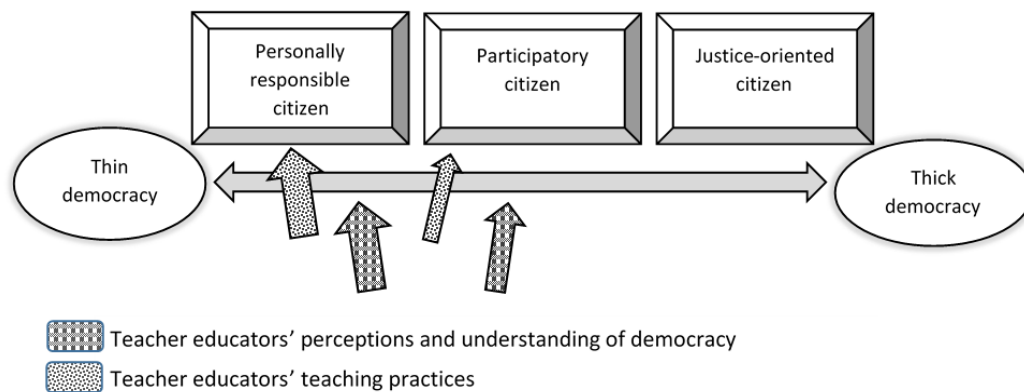 Personally
responsible
citizen
Participatory
citizen
Justice-oriented
citizen
Thin
democracy
Thick
democracy
Teacher educators’ perceptions and understanding of democracy
Teacher educators’ teaching practices